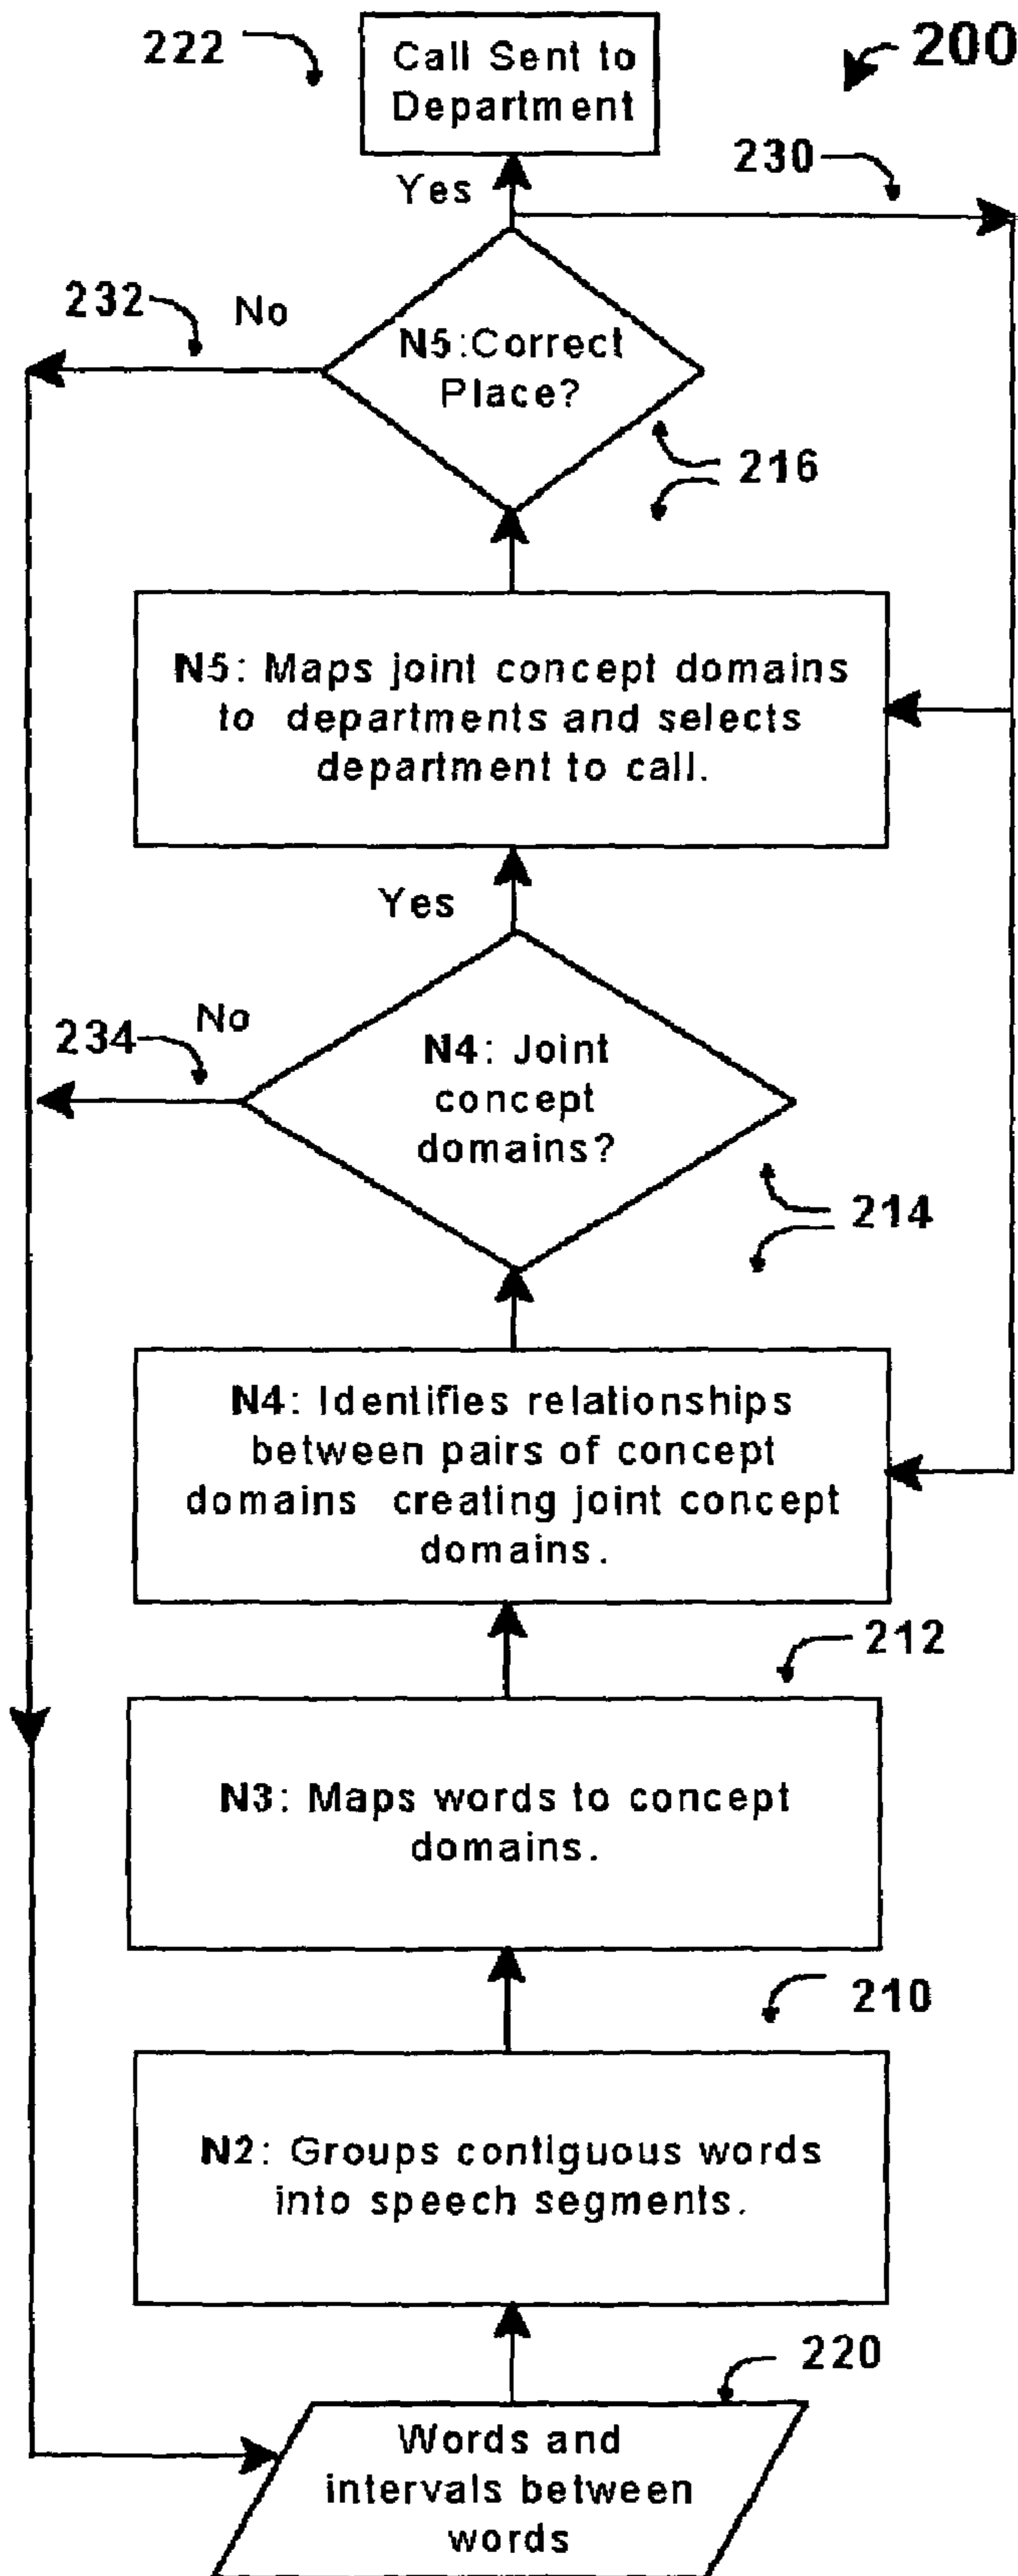 222
Call Sent to
Department
200
230
Yes
232
No
N5:Correct
Place?
216
N5: Maps joint concept domains
to departments and selects
department to call.
Yes
234
No
N4: Joint
concept
domains?
214
N4: Identifies relationships
between pairs of concept
domains creating joint concept
domains.
212
N3: Maps words to concept
domains.
210
N2: Groups contiguous words
into speech segments.
220
Words and
intervals between
words